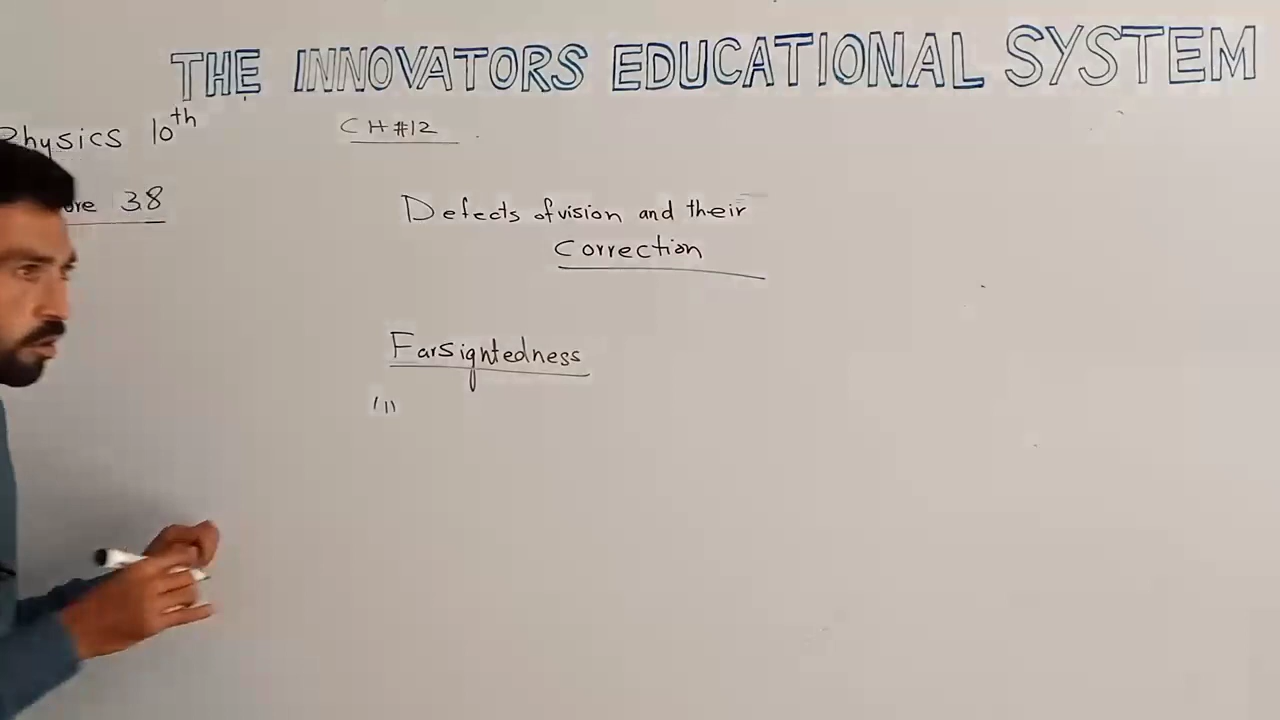 THE INNOVATORS EDUCATIONAL SYSTEM
Physics 10th
CH#12
38
Defects of vision and their
Correction
Farsightedness